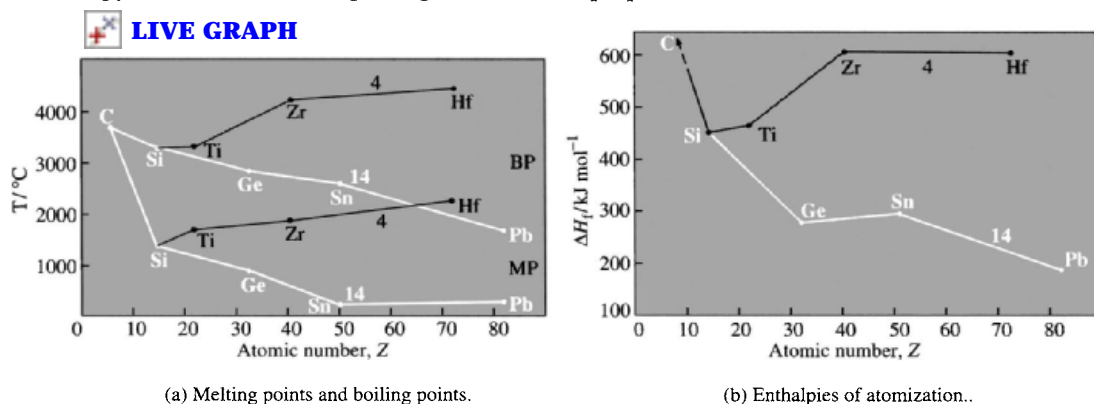 LIVE GRAPH
T/°C
4000
3000
2000
1000
0
10
20
30
40
50
60
70
80
Atomic number, Z
C
Si
Ti
Zr
4
Hf
Ge
Sn
14
Pb
BP
Si
Ti
Zr
4
Hf
Ge
Sn
14
Pb
MP
(a) Melting points and boiling points.
ΔHf/kJ mol⁻¹
600
500
400
300
200
100
0
10
20
30
40
50
60
70
80
Atomic number, Z
C
Si
Ti
Zr
4
Hf
Ge
Sn
14
Pb
(b) Enthalpies of atomization..